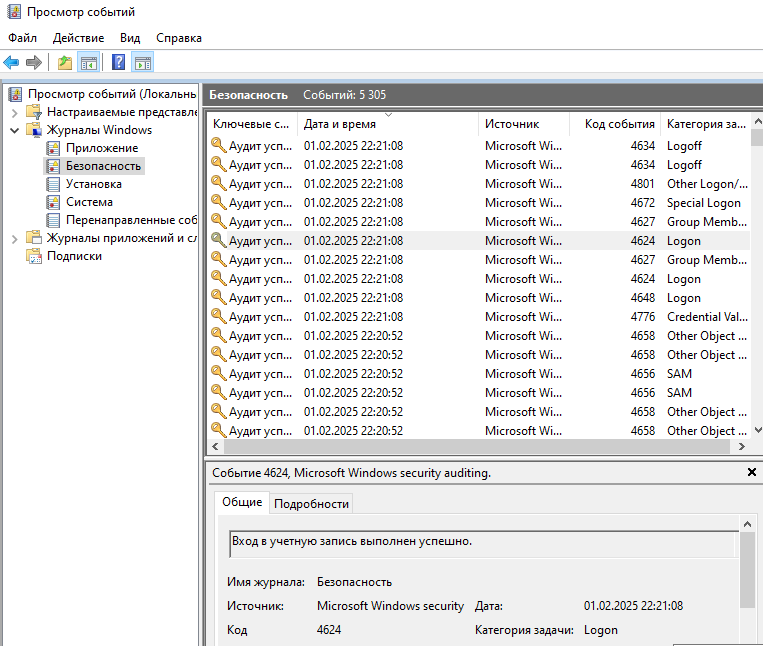 Просмотр событий
Файл Действие Вид Справка
Просмотр событий (Локальнь
Настраиваемые представле
Журналы Windows
Приложение
Безопасность
Установка
Система
Перенаправленные соб
Журналы приложений и сл
Подписки
Безопасность Событий: 5 305
Ключевые с... Дата и время Источник Код события Категория за...
Аудит усп... 01.02.2025 22:21:08 Microsoft Wi... 4634 Logoff
Аудит усп... 01.02.2025 22:21:08 Microsoft Wi... 4634 Logoff
Аудит усп... 01.02.2025 22:21:08 Microsoft Wi... 4801 Other Logon/...
Аудит усп... 01.02.2025 22:21:08 Microsoft Wi... 4672 Special Logon
Аудит усп... 01.02.2025 22:21:08 Microsoft Wi... 4627 Group Memb...
Аудит усп... 01.02.2025 22:21:08 Microsoft Wi... 4624 Logon
Аудит усп... 01.02.2025 22:21:08 Microsoft Wi... 4627 Group Memb...
Аудит усп... 01.02.2025 22:21:08 Microsoft Wi... 4624 Logon
Аудит усп... 01.02.2025 22:21:08 Microsoft Wi... 4648 Logon
Аудит усп... 01.02.2025 22:21:08 Microsoft Wi... 4776 Credential Val...
Аудит усп... 01.02.2025 22:20:52 Microsoft Wi... 4658 Other Object ...
Аудит усп... 01.02.2025 22:20:52 Microsoft Wi... 4658 Other Object ...
Аудит усп... 01.02.2025 22:20:52 Microsoft Wi... 4656 SAM
Аудит усп... 01.02.2025 22:20:52 Microsoft Wi... 4656 SAM
Аудит усп... 01.02.2025 22:20:52 Microsoft Wi... 4658 Other Object ...
Аудит усп... 01.02.2025 22:20:52 Microsoft Wi... 4658 Other Object ...
Событие 4624, Microsoft Windows security auditing.
Общие Подробности
Вход в учетную запись выполнен успешно.
Имя журнала: Безопасность
Источник: Microsoft Windows security Дата: 01.02.2025 22:21:08
Код 4624 Категория задачи: Logon